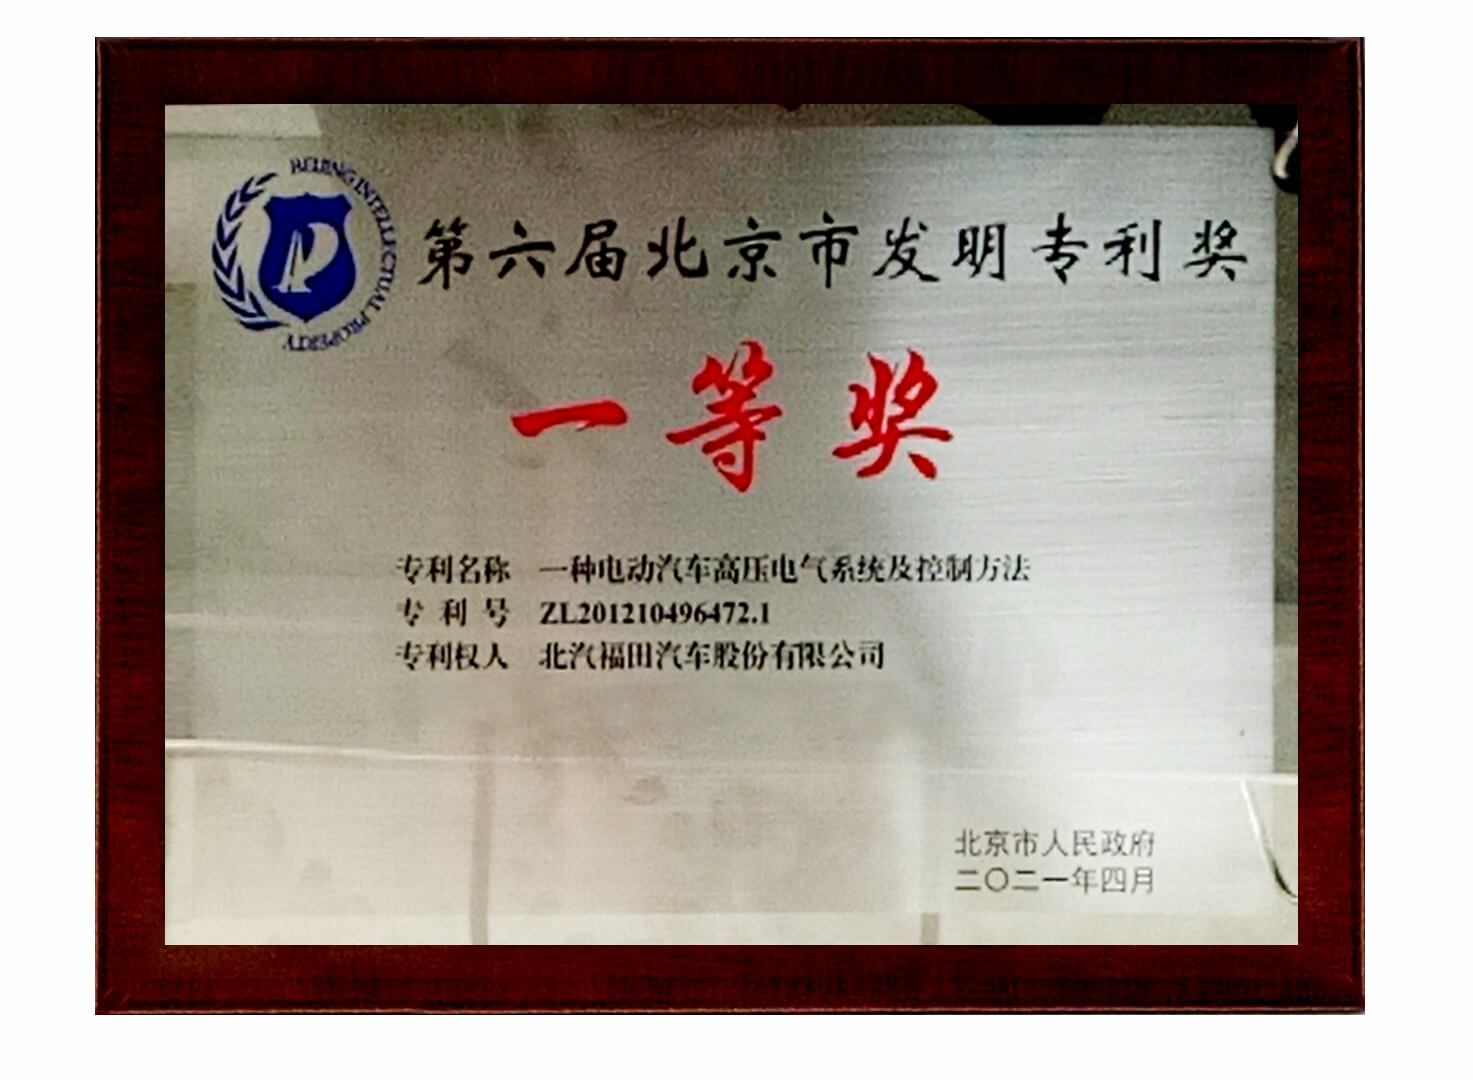 BEIJING INTELLECTUAL PROPERTY
第六届北京市发明专利奖
一等奖
专利名称 一种电动汽车高压电气系统及控制方法
专利号 ZL201210496472.1
专利权人 北汽福田汽车股份有限公司
北京市人民政府
二〇二一年四月